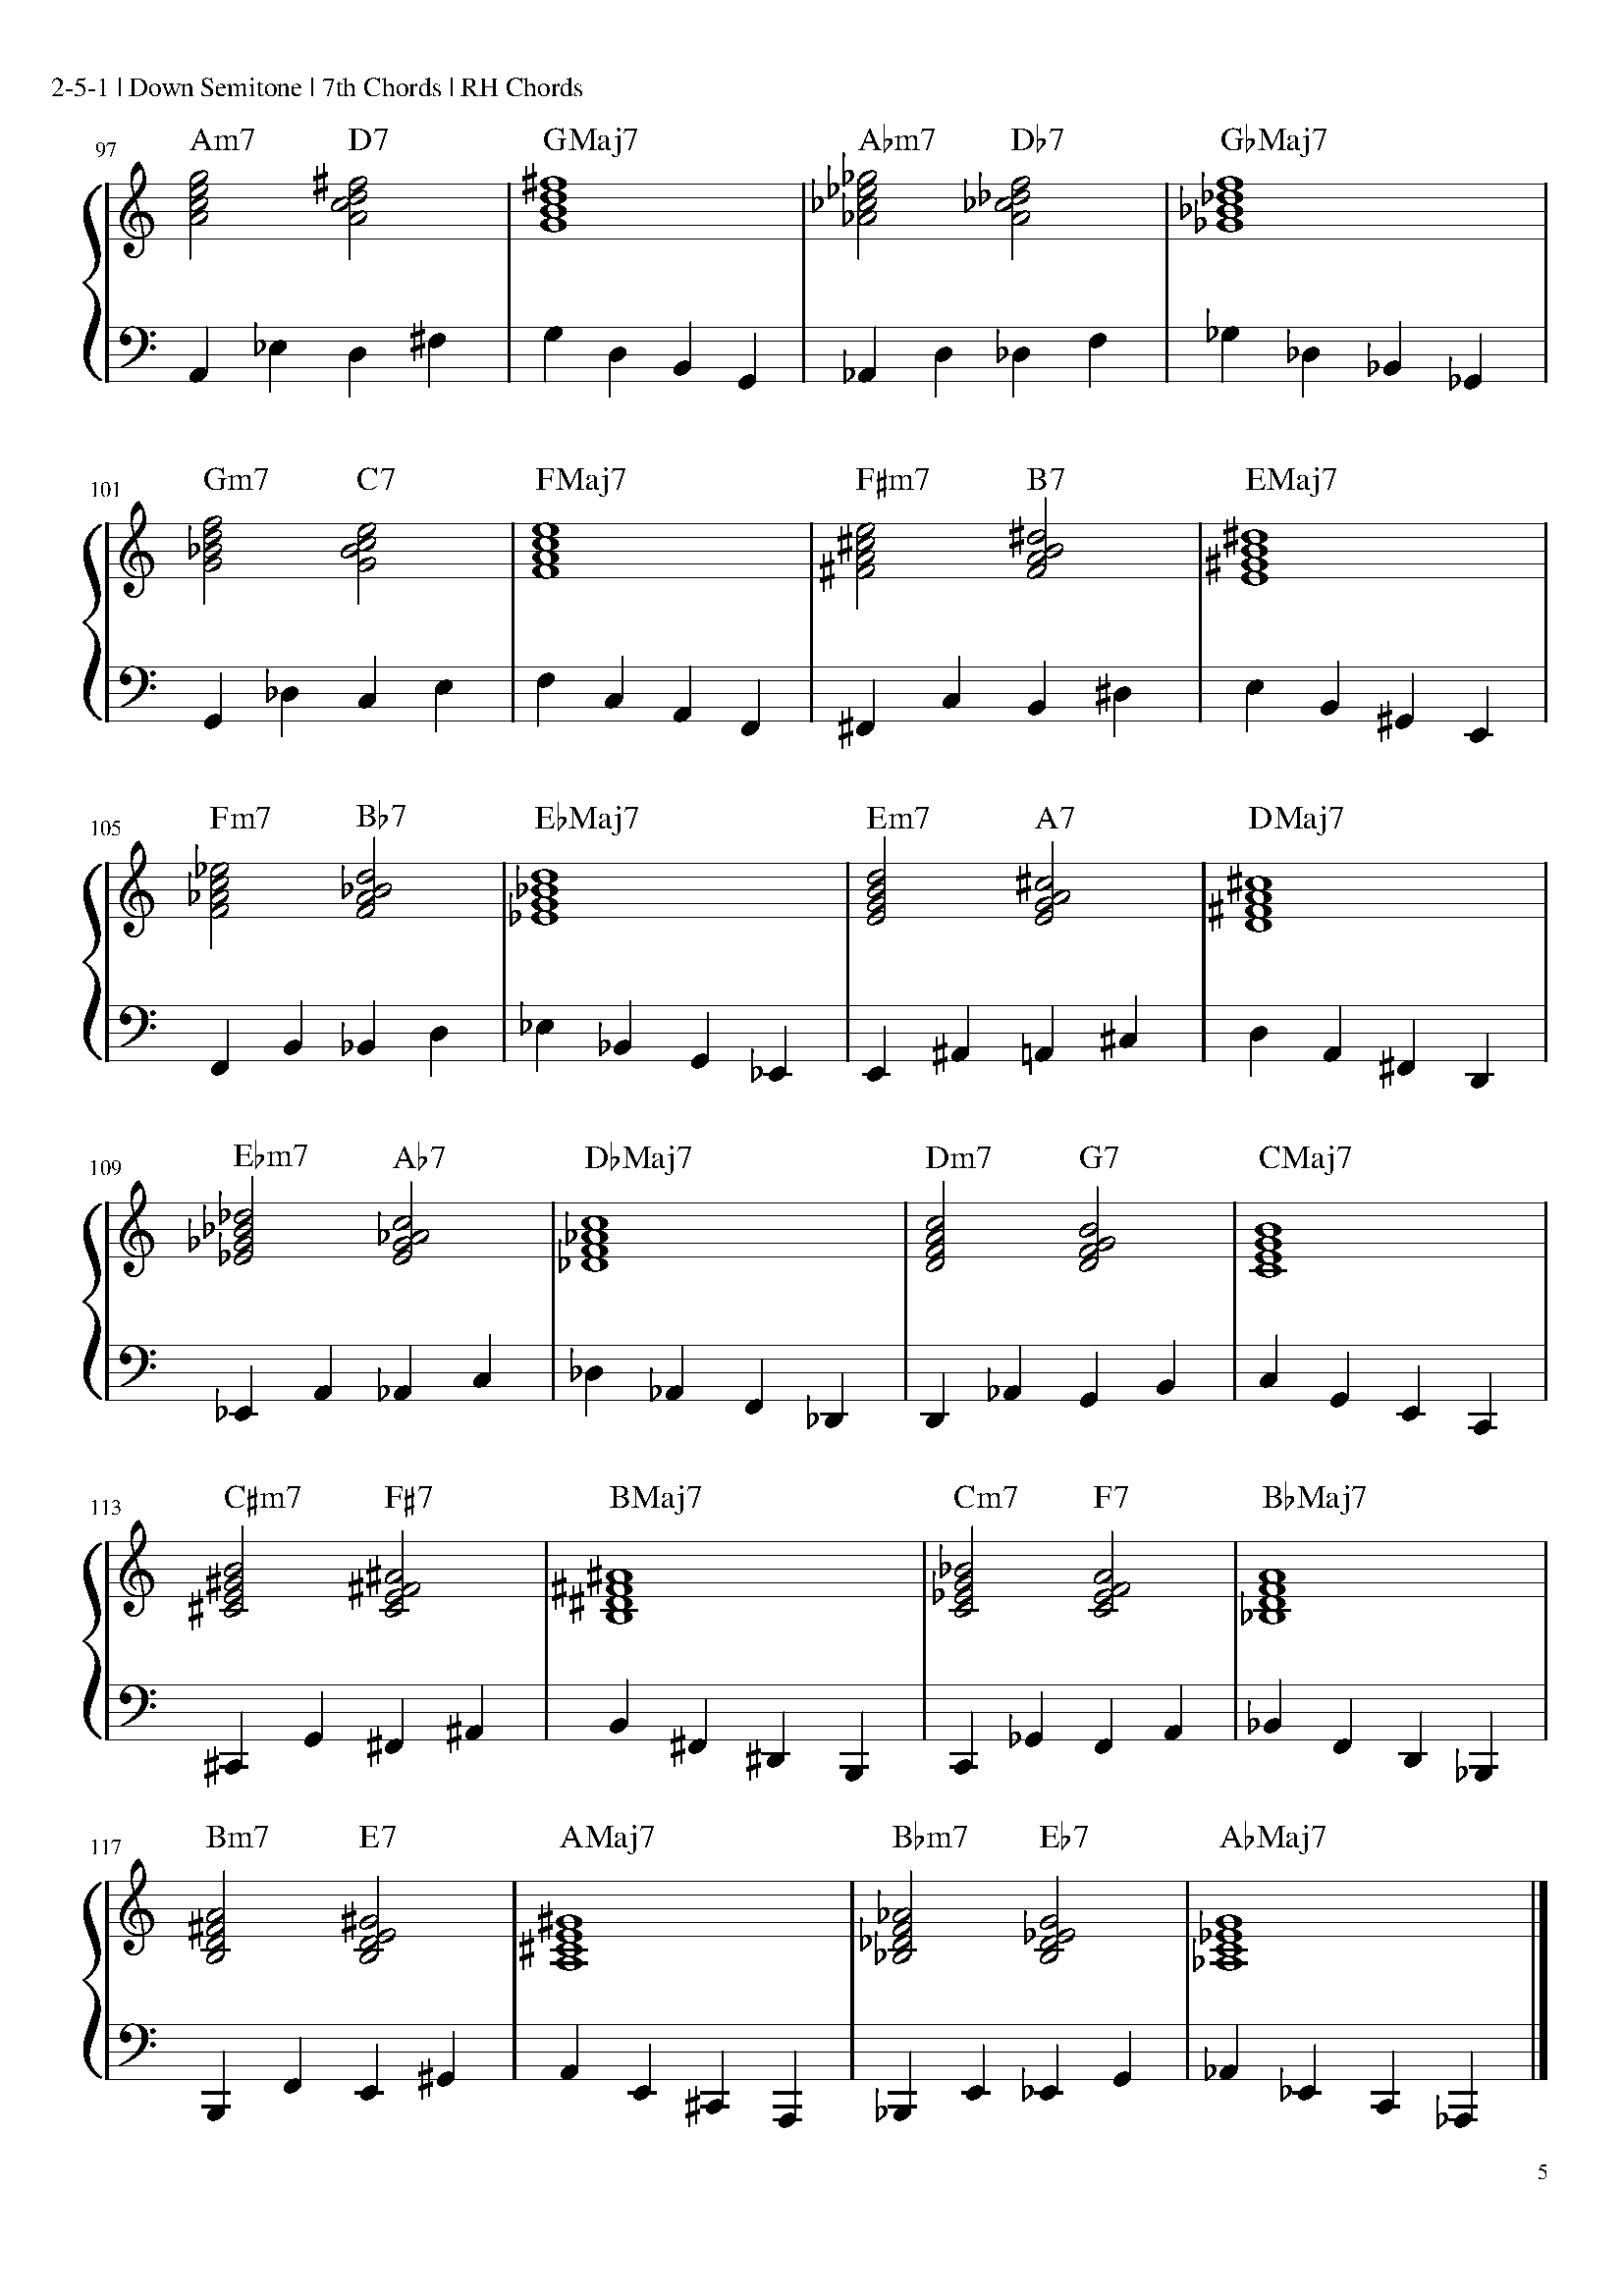 2-5-1 | Down Semitone | 7th Chords | RH Chords
97 Am7 D7 GMaj7 A♭m7 D♭7 G♭Maj7
101 Gm7 C7 FMaj7 F♯m7 B7 EMaj7
105 Fm7 B♭7 E♭Maj7 Em7 A7 DMaj7
109 E♭m7 A♭7 D♭Maj7 Dm7 G7 CMaj7
113 C♯m7 F♯7 BMaj7 Cm7 F7 B♭Maj7
117 Bm7 E7 AMaj7 B♭m7 E♭7 A♭Maj7
5